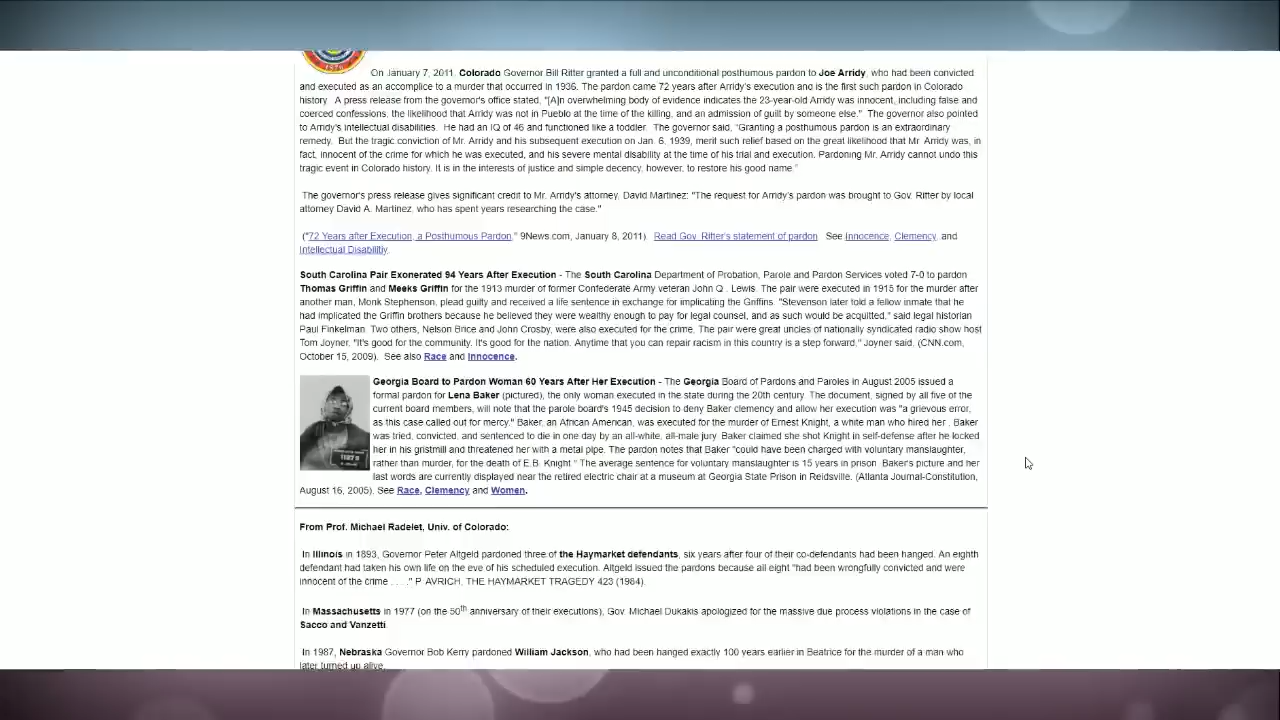 1876
On January 7, 2011, Colorado Governor Bill Ritter granted a full and unconditional posthumous pardon to Joe Arridy, who had been convicted
and executed as an accomplice to a murder that occurred in 1936. The pardon came 72 years after Arridy's execution and is the first such pardon in Colorado
history. A press release from the governor's office stated, "[A]n overwhelming body of evidence indicates the 23-year-old Arridy was innocent, including false and
coerced confessions, the likelihood that Arridy was not in Pueblo at the time of the killing, and an admission of guilt by someone else." The governor also pointed
to Arridy's intellectual disabilities. He had an IQ of 46 and functioned like a toddler. The governor said, "Granting a posthumous pardon is an extraordinary
remedy. But the tragic conviction of Mr. Arridy and his subsequent execution on Jan. 6, 1939, merit such relief based on the great likelihood that Mr. Arridy was, in
fact, innocent of the crime for which he was executed, and his severe mental disability at the time of his trial and execution. Pardoning Mr. Arridy cannot undo this
tragic event in Colorado history. It is in the interests of justice and simple decency, however, to restore his good name."
The governor's press release gives significant credit to Mr. Arridy's attorney, David Martinez: "The request for Arridy's pardon was brought to Gov. Ritter by local
attorney David A. Martinez, who has spent years researching the case."
("72 Years after Execution, a Posthumous Pardon," 9News.com, January 8, 2011). Read Gov. Ritter's statement of pardon. See Innocence, Clemency, and
Intellectual Disabilitiy.
South Carolina Pair Exonerated 94 Years After Execution - The South Carolina Department of Probation, Parole and Pardon Services voted 7-0 to pardon
Thomas Griffin and Meeks Griffin for the 1913 murder of former Confederate Army veteran John Q . Lewis. The pair were executed in 1915 for the murder after
another man, Monk Stephenson, plead guilty and received a life sentence in exchange for implicating the Griffins. "Stevenson later told a fellow inmate that he
had implicated the Griffin brothers because he believed they were wealthy enough to pay for legal counsel, and as such would be acquitted," said legal historian
Paul Finkelman. Two others, Nelson Brice and John Crosby, were also executed for the crime. The pair were great uncles of nationally syndicated radio show host
Tom Joyner. "It's good for the community. It's good for the nation. Anytime that you can repair racism in this country is a step forward," Joyner said. (CNN.com,
October 15, 2009). See also Race and Innocence.
Georgia Board to Pardon Woman 60 Years After Her Execution - The Georgia Board of Pardons and Paroles in August 2005 issued a
formal pardon for Lena Baker (pictured), the only woman executed in the state during the 20th century. The document, signed by all five of the
current board members, will note that the parole board's 1945 decision to deny Baker clemency and allow her execution was "a grievous error,
as this case called out for mercy." Baker, an African American, was executed for the murder of Ernest Knight, a white man who hired her . Baker
was tried, convicted, and sentenced to die in one day by an all-white, all-male jury. Baker claimed she shot Knight in self-defense after he locked
her in his gristmill and threatened her with a metal pipe. The pardon notes that Baker "could have been charged with voluntary manslaughter,
rather than murder, for the death of E.B. Knight." The average sentence for voluntary manslaughter is 15 years in prison. Baker's picture and her
last words are currently displayed near the retired electric chair at a museum at Georgia State Prison in Reidsville. (Atlanta Journal-Constitution,
August 16, 2005). See Race, Clemency and Women.
From Prof. Michael Radelet, Univ. of Colorado:
In Illinois in 1893, Governor Peter Altgeld pardoned three of the Haymarket defendants, six years after four of their co-defendants had been hanged. An eighth
defendant had taken his own life on the eve of his scheduled execution. Altgeld issued the pardons because all eight "had been wrongfully convicted and were
innocent of the crime . . . ." P. AVRICH, THE HAYMARKET TRAGEDY 423 (1984).
In Massachusetts in 1977 (on the 50th anniversary of their executions), Gov. Michael Dukakis apologized for the massive due process violations in the case of
Sacco and Vanzetti.
In 1987, Nebraska Governor Bob Kerry pardoned William Jackson, who had been hanged exactly 100 years earlier in Beatrice for the murder of a man who
later turned up alive.